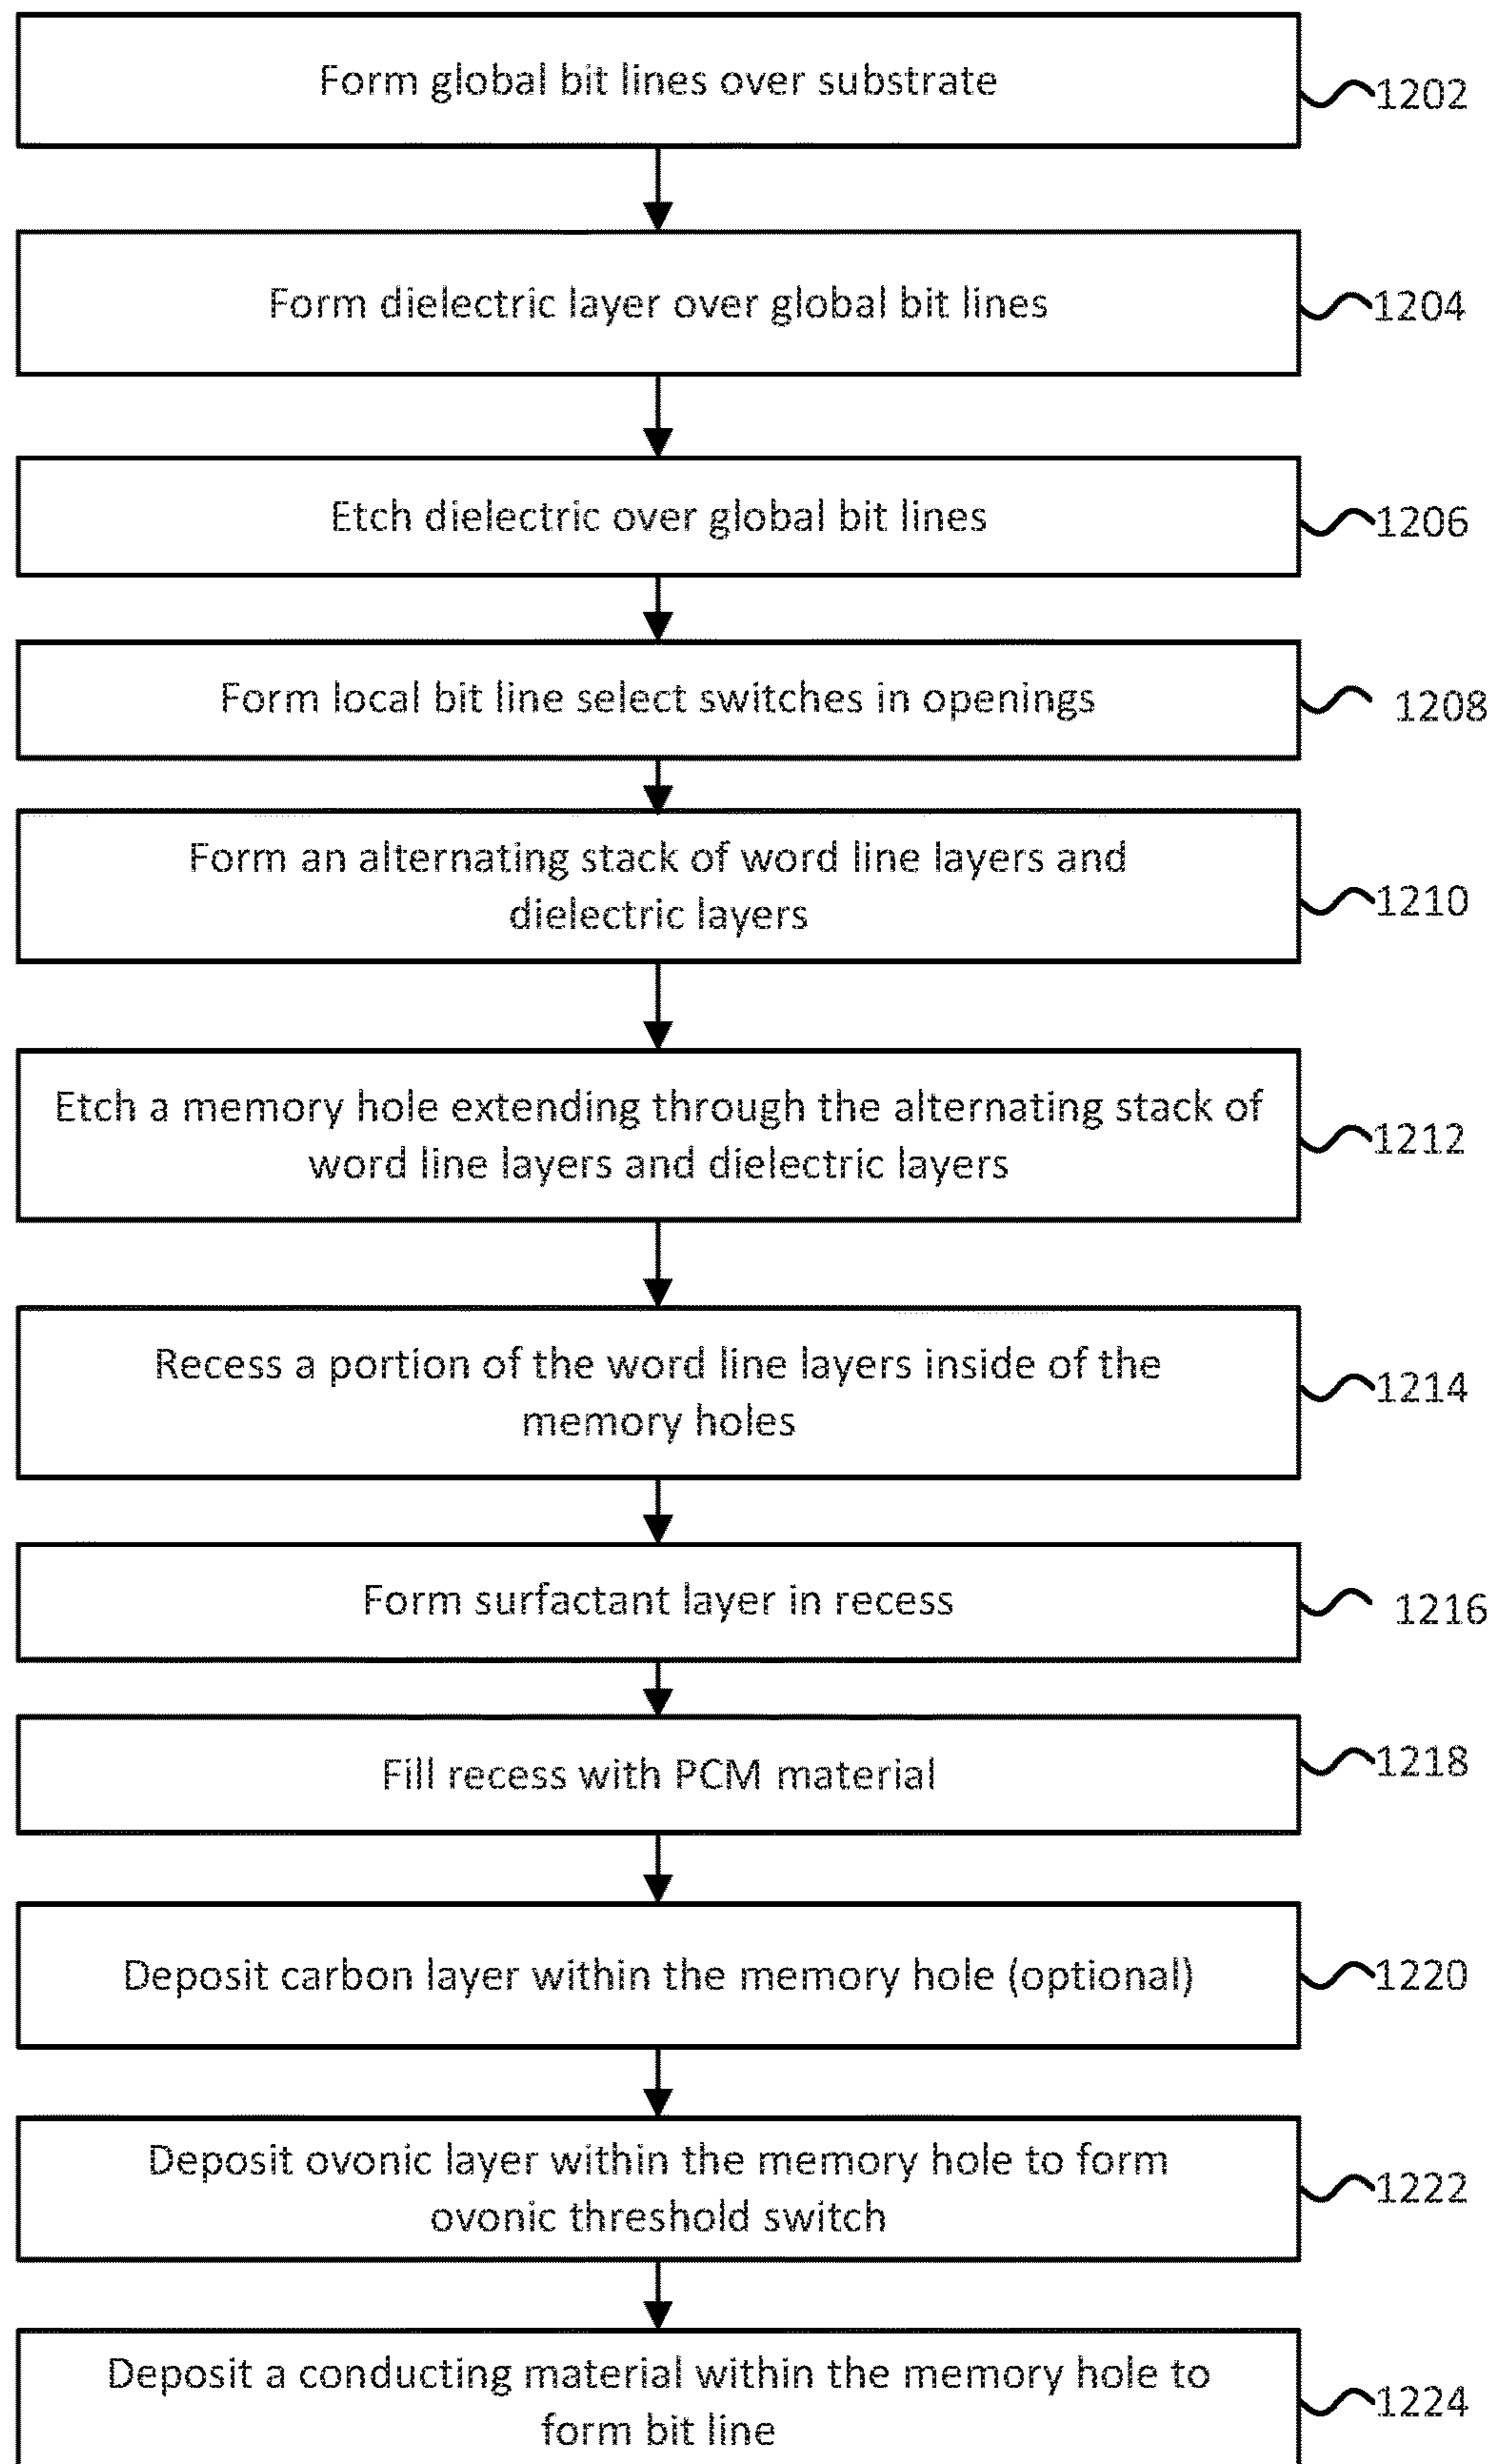 Form global bit lines over substrate
1202
Form dielectric layer over global bit lines
1204
Etch dielectric over global bit lines
1206
Form local bit line select switches in openings
1208
Form an alternating stack of word line layers and
dielectric layers
1210
Etch a memory hole extending through the alternating stack of
word line layers and dielectric layers
1212
Recess a portion of the word line layers inside of the
memory holes
1214
Form surfactant layer in recess
1216
Fill recess with PCM material
1218
Deposit carbon layer within the memory hole (optional)
1220
Deposit ovonic layer within the memory hole to form
ovonic threshold switch
1222
Deposit a conducting material within the memory hole to
form bit line
1224